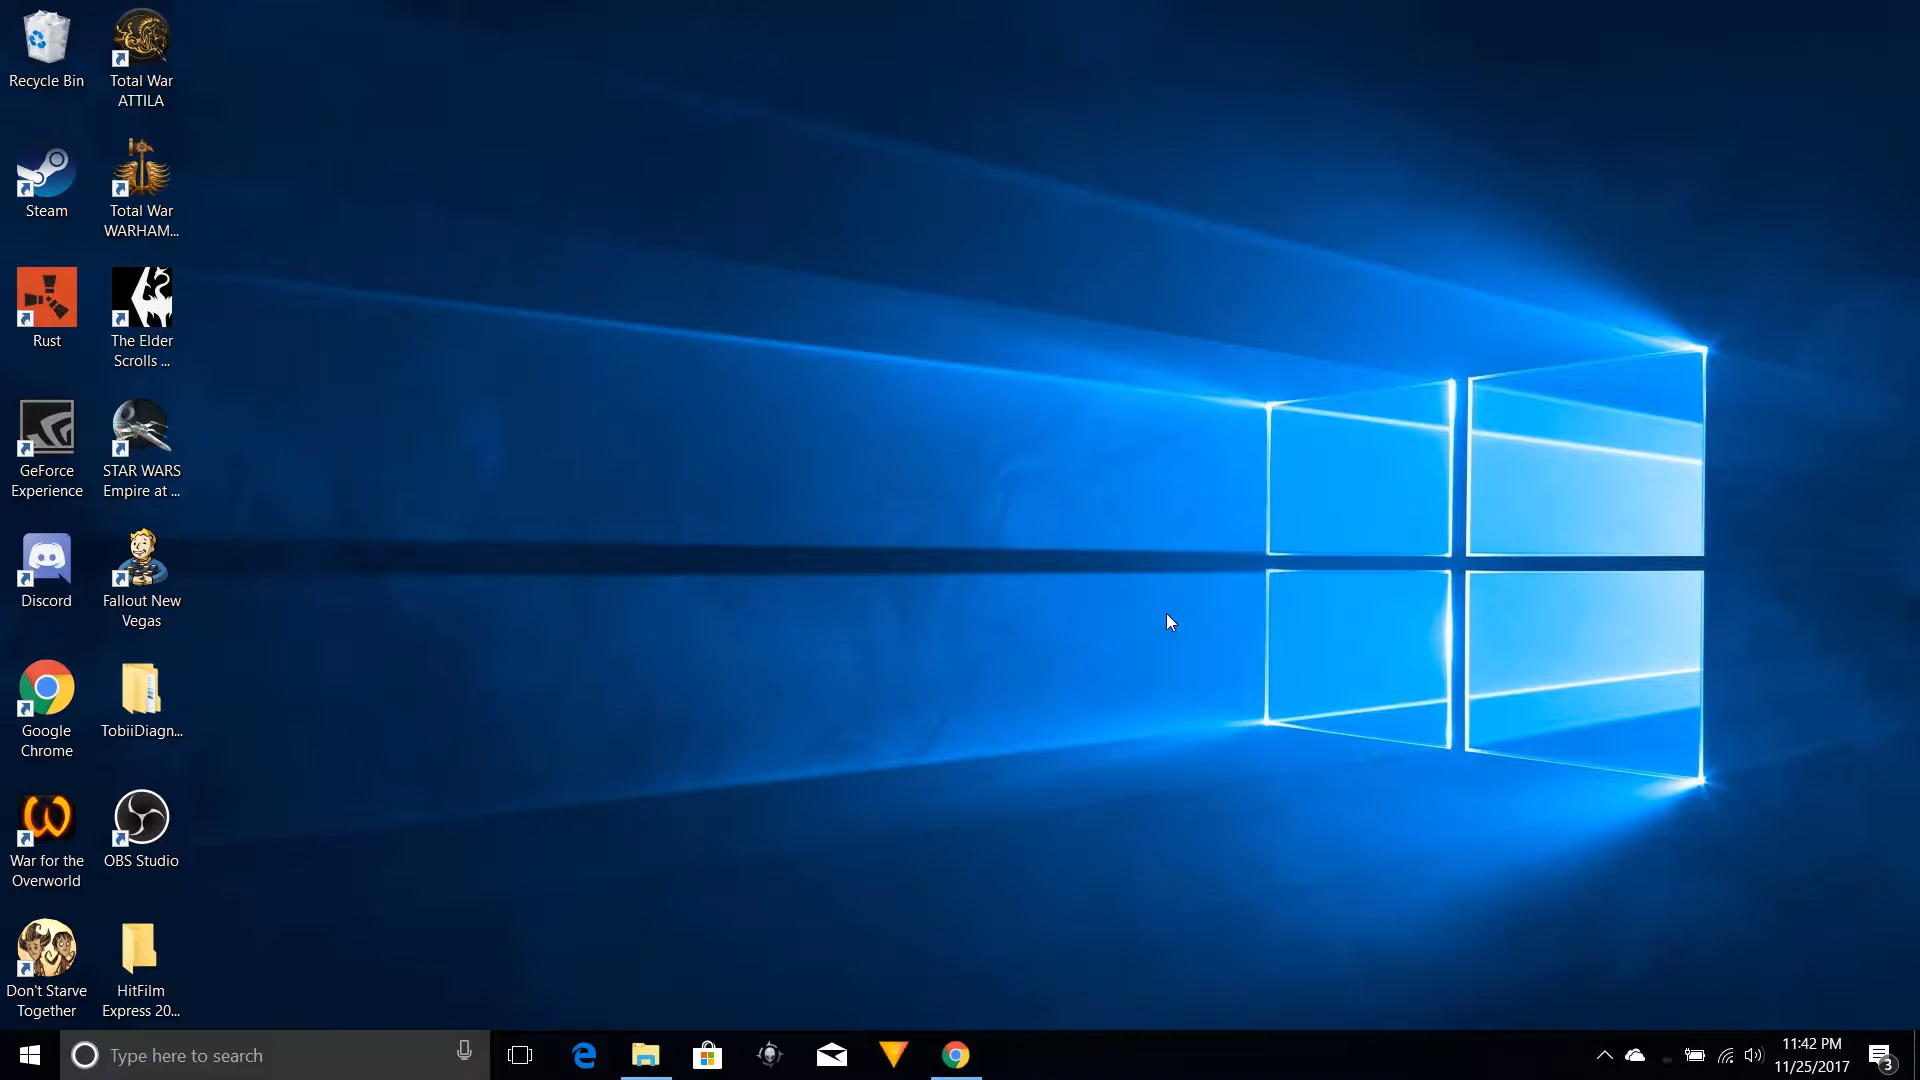 Recycle Bin
Total War
ATTILA
Steam
Total War
WARHAM...
Rust
The Elder
Scrolls ...
GeForce
Experience
STAR WARS
Empire at ...
Discord
Fallout New
Vegas
Google
Chrome
TobiiDiagn...
War for the
Overworld
OBS Studio
Don't Starve
Together
HitFilm
Express 20...
Type here to search
11:42 PM
11/25/2017
3